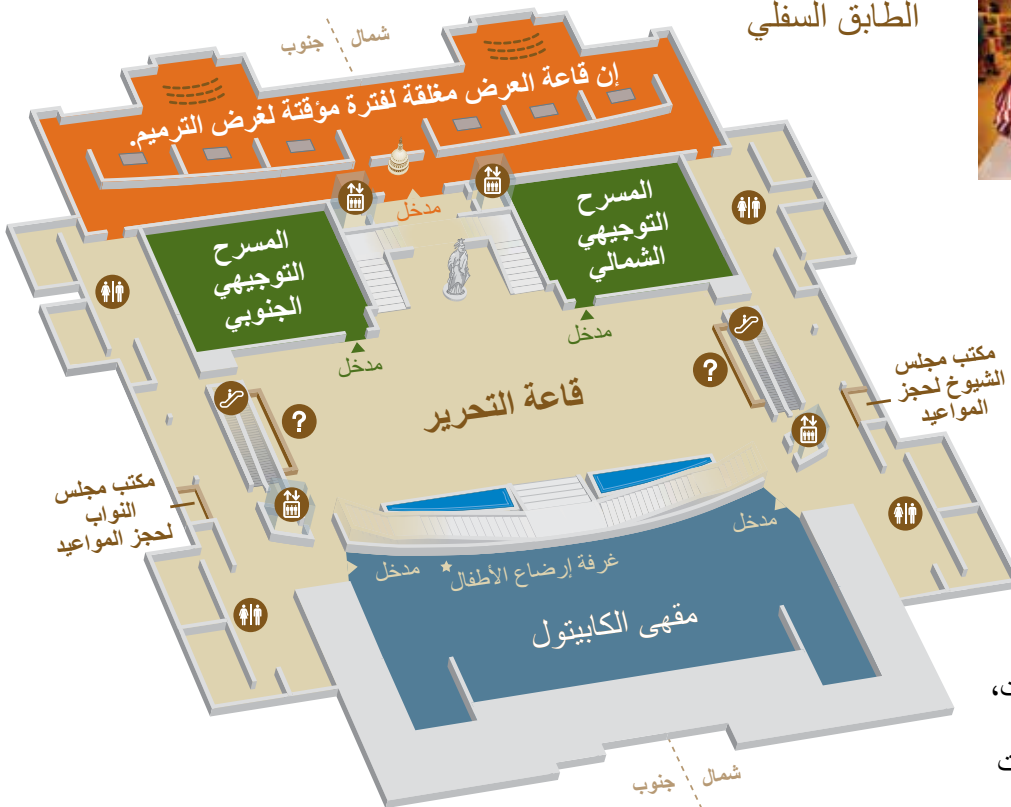 الطابق السفلي
شمال
جنوب
إن قاعة العرض مغلقة لفترة مؤقتة لغرض الترميم.
مدخل
المسرح
التوجيهي
الشمالي
مدخل
المسرح
التوجيهي
الجنوبي
مدخل
مكتب مجلس
الشيوخ لحجز
المواعيد
?
?
قاعة التحرير
مكتب مجلس
النواب
لحجز المواعيد
مدخل
مدخل
غرفة إرضاع الأطفال
مقهى الكابيتول
شمال
جنوب